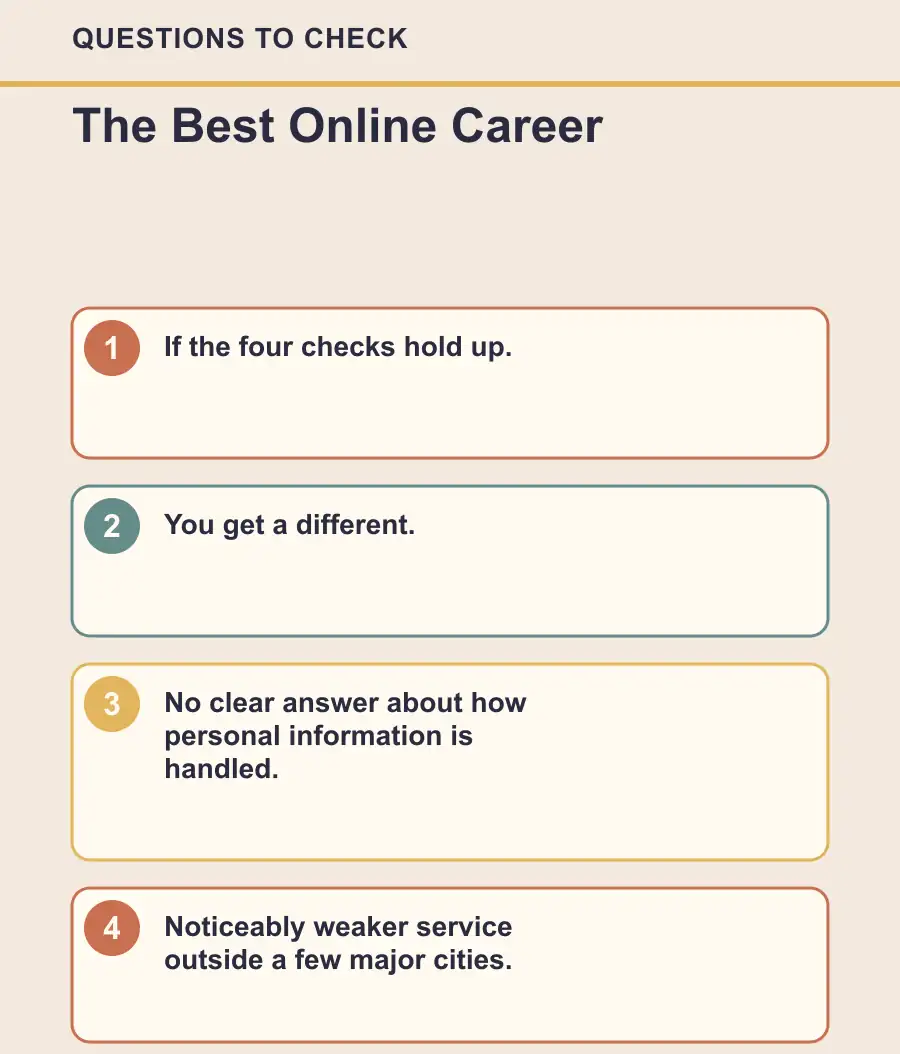 QUESTIONS TO CHECK
The Best Online Career
1
If the four checks hold up.
2
You get a different.
3
No clear answer about how
personal information is
handled.
4
Noticeably weaker service
outside a few major cities.